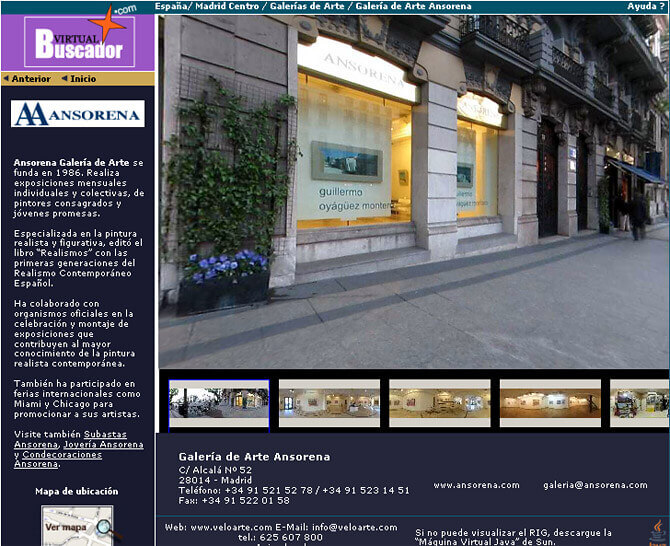 España/ Madrid Centro / Galerías de Arte / Galería de Arte Ansorena
Ayuda ?
VIRTUAL
Buscador
.com
Anterior
Inicio
AA ANSORENA
Ansorena Galería de Arte se
funda en 1986. Realiza
exposiciones mensuales
individuales y colectivas, de
pintores consagrados y
jóvenes promesas.
Especializada en la pintura
realista y figurativa, editó el
libro "Realismos" con las
primeras generaciones del
Realismo Contemporáneo
Español.
Ha colaborado con
organismos oficiales en la
celebración y montaje de
exposiciones que
contribuyen al mayor
conocimiento de la pintura
realista contemporánea.
También ha participado en
ferias internacionales como
Miami y Chicago para
promocionar a sus artistas.
Visite también Subastas
Ansorena, Joyería Ansorena
y Condecoraciones
Ansorena.
Mapa de ubicación
Ver mapa
ANSORENA
guillermo
oyágüez montero
Galería de Arte Ansorena
C/ Alcalá Nº 52
28014 - Madrid
Teléfono: +34 91 521 52 78 / +34 91 523 14 51
Fax: +34 91 522 01 58
www.ansorena.com
galeria@ansorena.com
Web: www.veloarte.com E-Mail: info@veloarte.com
tel.: 625 607 800
Si no puede visualizar el RIG, descargue la
"Máquina Virtual Java" de Sun.